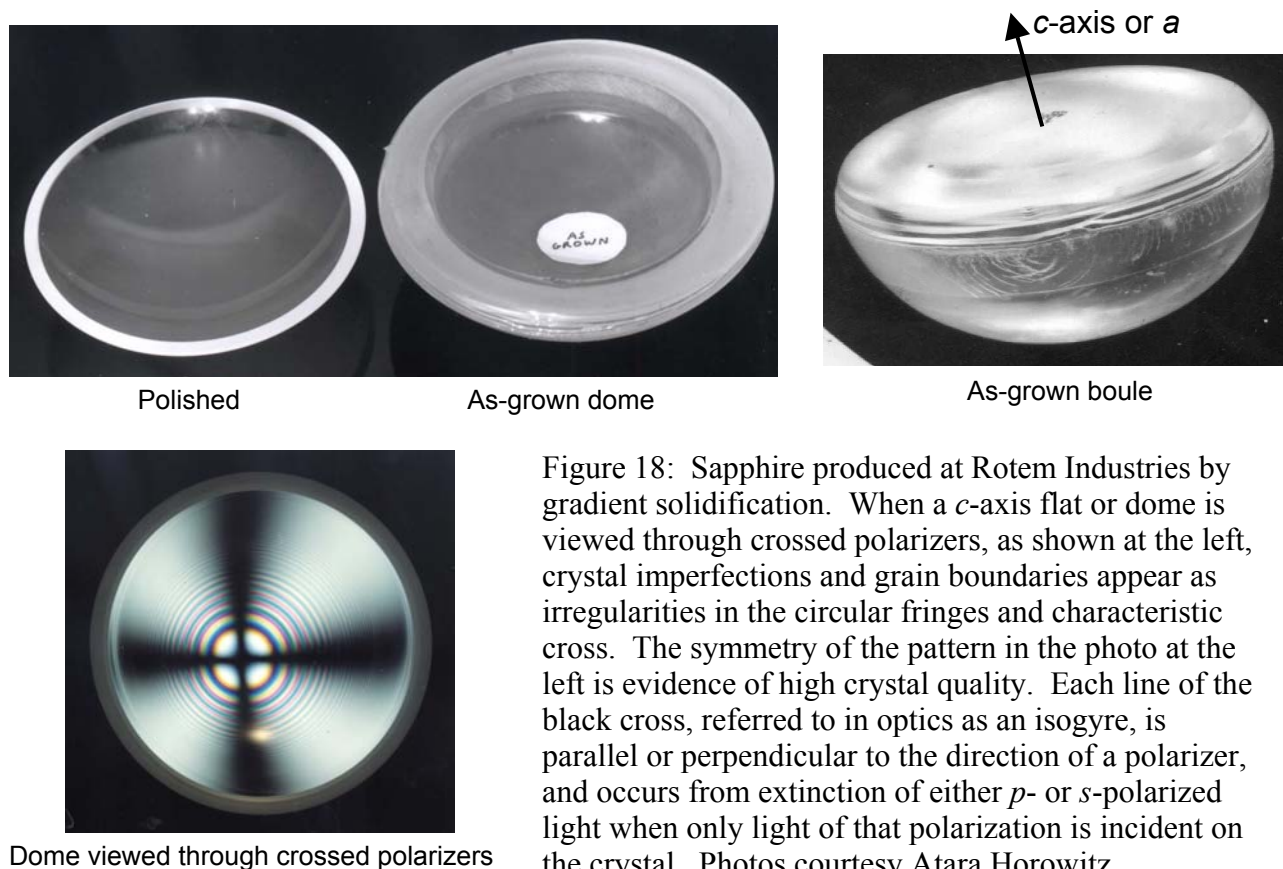 c-axis or a
AS
GROWN
Polished
As-grown dome
As-grown boule
Figure 18: Sapphire produced at Rotem Industries by
gradient solidification. When a c-axis flat or dome is
viewed through crossed polarizers, as shown at the left,
crystal imperfections and grain boundaries appear as
irregularities in the circular fringes and characteristic
cross. The symmetry of the pattern in the photo at the
left is evidence of high crystal quality. Each line of the
black cross, referred to in optics as an isogyre, is
parallel or perpendicular to the direction of a polarizer,
and occurs from extinction of either p- or s-polarized
light when only light of that polarization is incident on
the crystal. Photos courtesy Atara Horowitz
Dome viewed through crossed polarizers